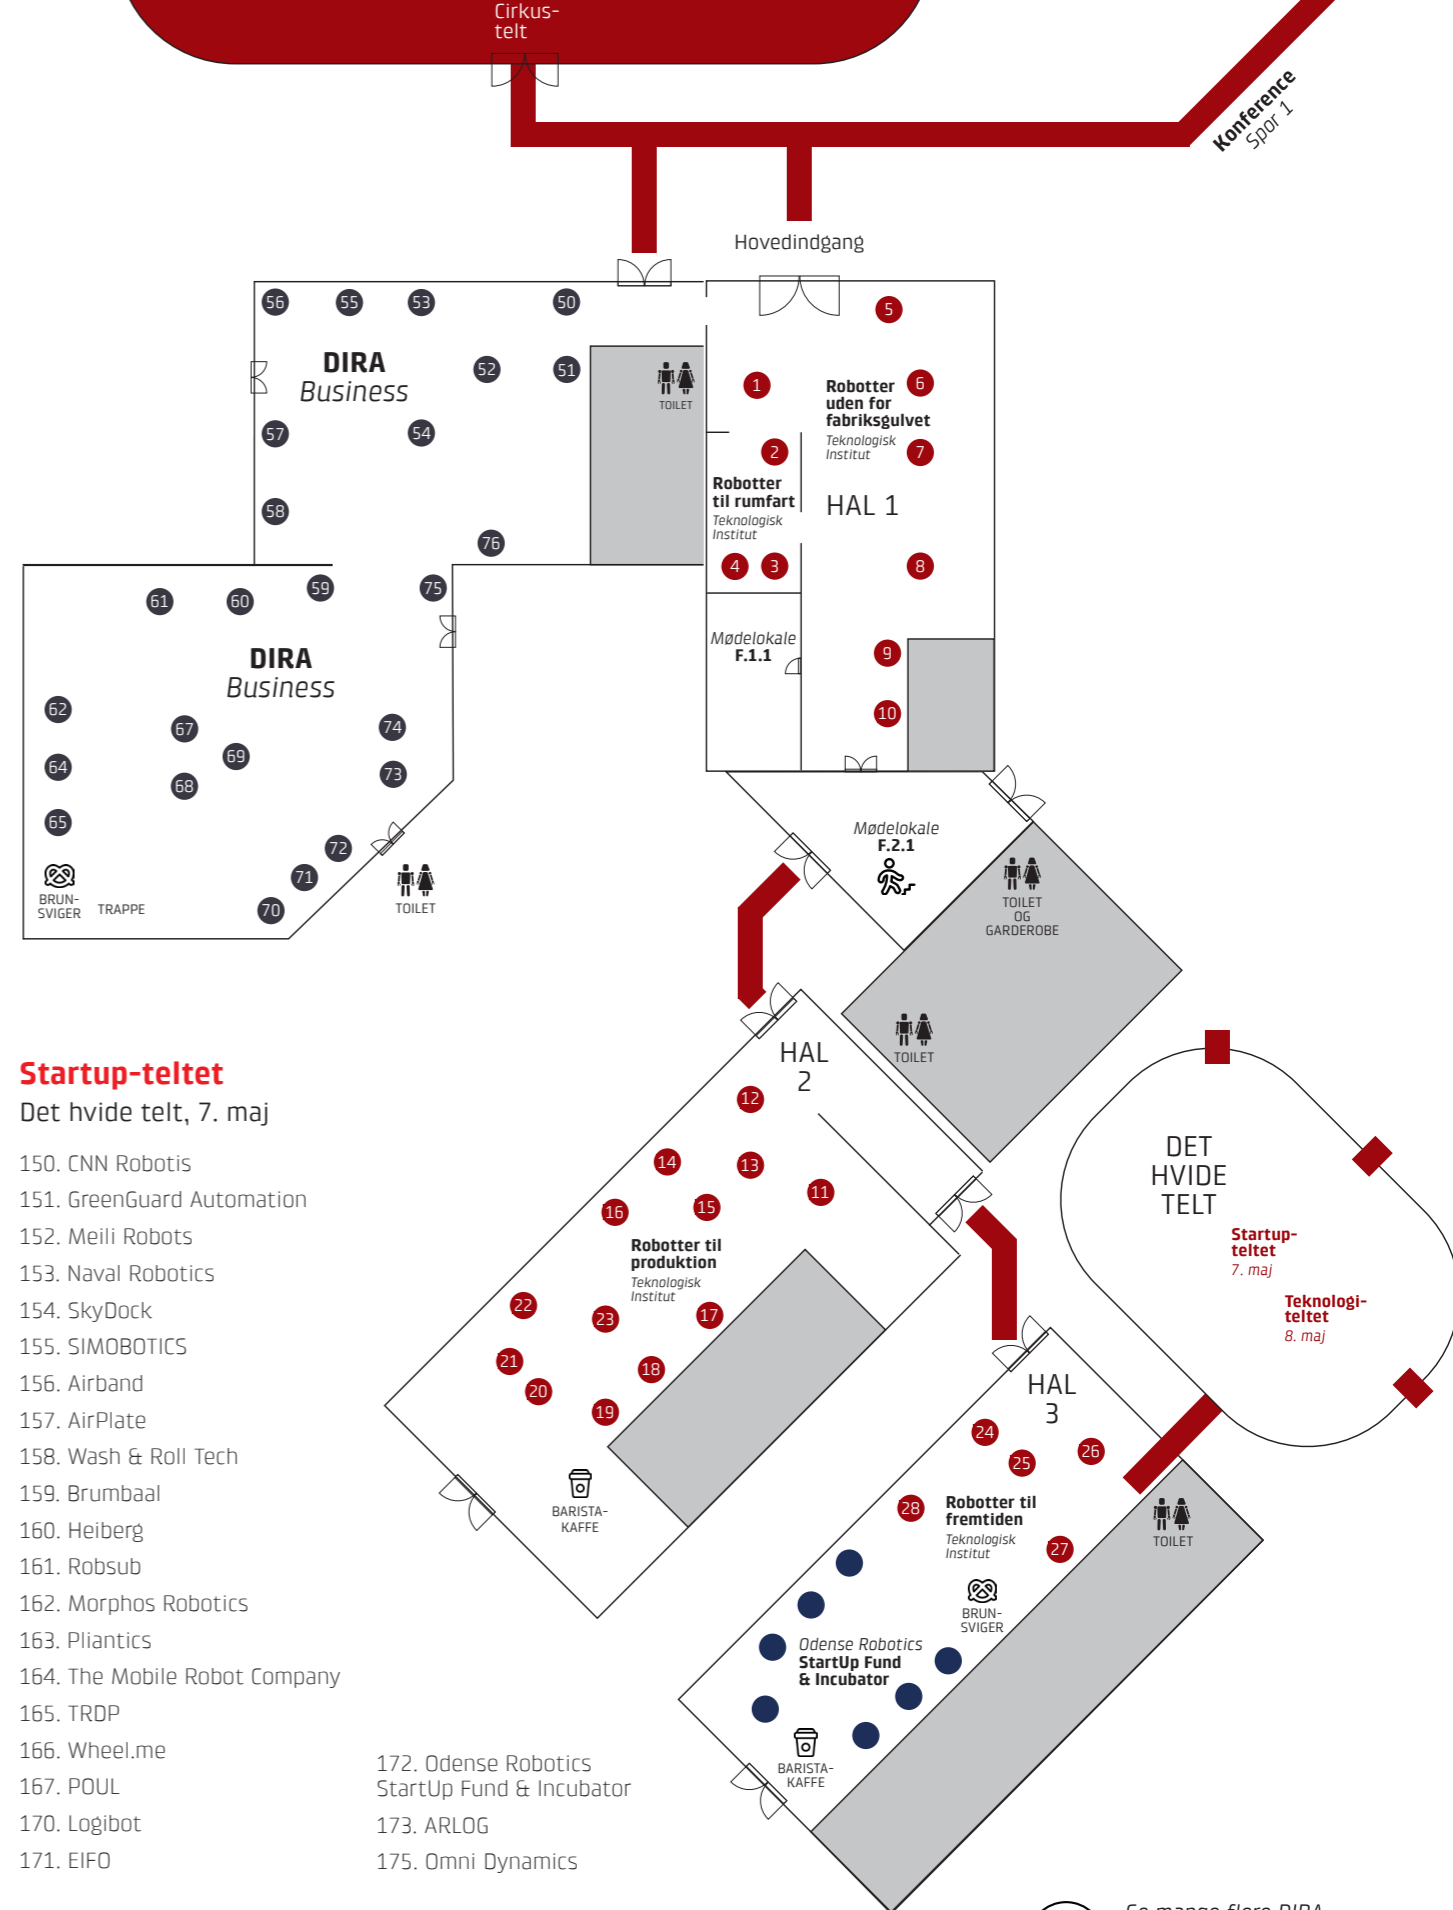 Cirkus-
telt
Konference
Spor 1
Hovedindgang
56
55
53
50
5
DIRA
Business
52
51
TOILET
1
Robotter
uden for
fabriksgulvet
Teknologisk
Institut
6
57
54
2
7
Robotter
til rumfart
Teknologisk
Institut
HAL 1
58
76
4
3
8
61
60
59
75
DIRA
Business
Mødelokale
F.1.1
9
10
62
67
74
69
64
68
73
65
72
71
70
BRUN-
SVIGER
TRAPPE
TOILET
Mødelokale
F.2.1
TOILET
OG
GARDEROBE
TOILET
HAL
2
12
14
13
11
16
15
Robotter til
produktion
Teknologisk
Institut
22
23
17
21
18
20
19
BARISTA-
KAFFE
DET
HVIDE
TELT
Startup-
teltet
7. maj
Teknologi-
teltet
8. maj
HAL
3
24
25
26
28
Robotter til
fremtiden
Teknologisk
Institut
27
TOILET
BRUN-
SVIGER
Odense Robotics
StartUp Fund
& Incubator
BARISTA-
KAFFE
Startup-teltet
Det hvide telt, 7. maj
150. CNN Robotis
151. GreenGuard Automation
152. Meili Robots
153. Naval Robotics
154. SkyDock
155. SIMOBOTICS
156. Airband
157. AirPlate
158. Wash & Roll Tech
159. Brumbaal
160. Heiberg
161. Robsub
162. Morphos Robotics
163. Pliantics
164. The Mobile Robot Company
165. TRDP
166. Wheel.me
167. POUL
170. Logibot
171. EIFO
172. Odense Robotics
StartUp Fund & Incubator
173. ARLOG
175. Omni Dynamics